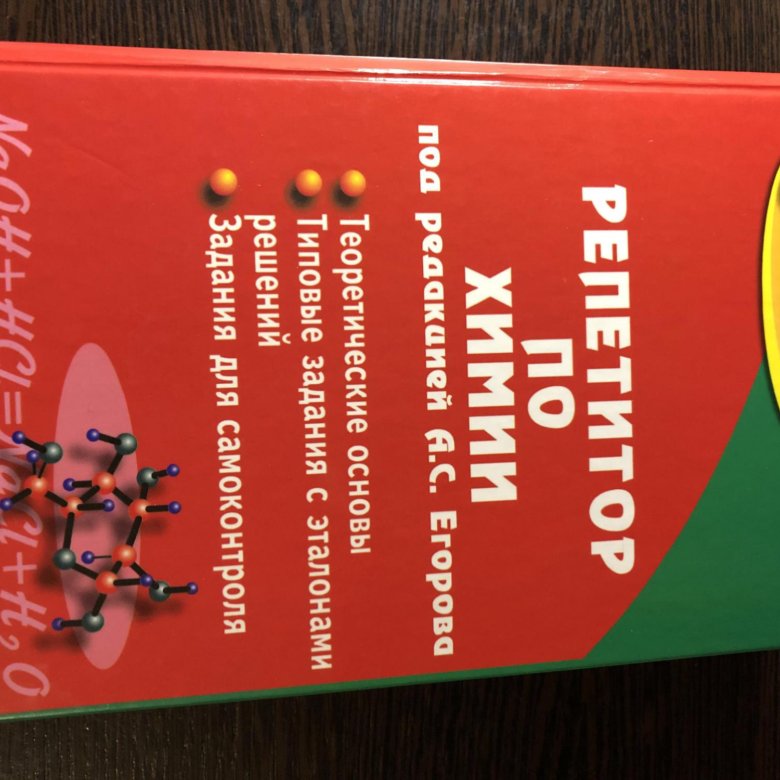 РЕПЕТИТОР
ПО
ХИМИИ
под редакцией А.С. Егорова
Теоретические основы
Типовые задания с эталонами
решений
Задания для самоконтроля
NaOH+HCl=NaCl+H₂O